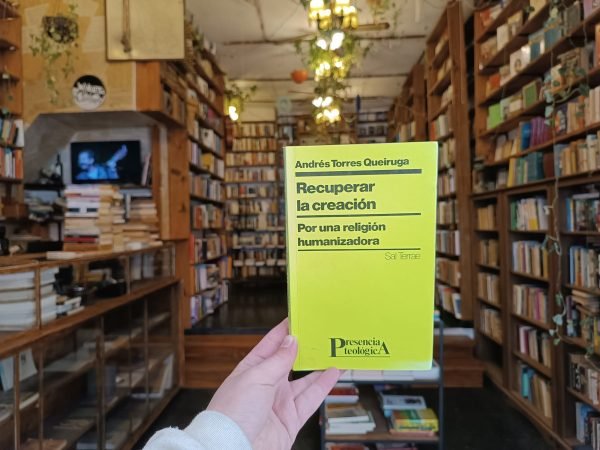 Andrés Torres Queiruga
Recuperar
la creación
Por una religión
humanizadora
Sal Terrae
Presencia
teológicA